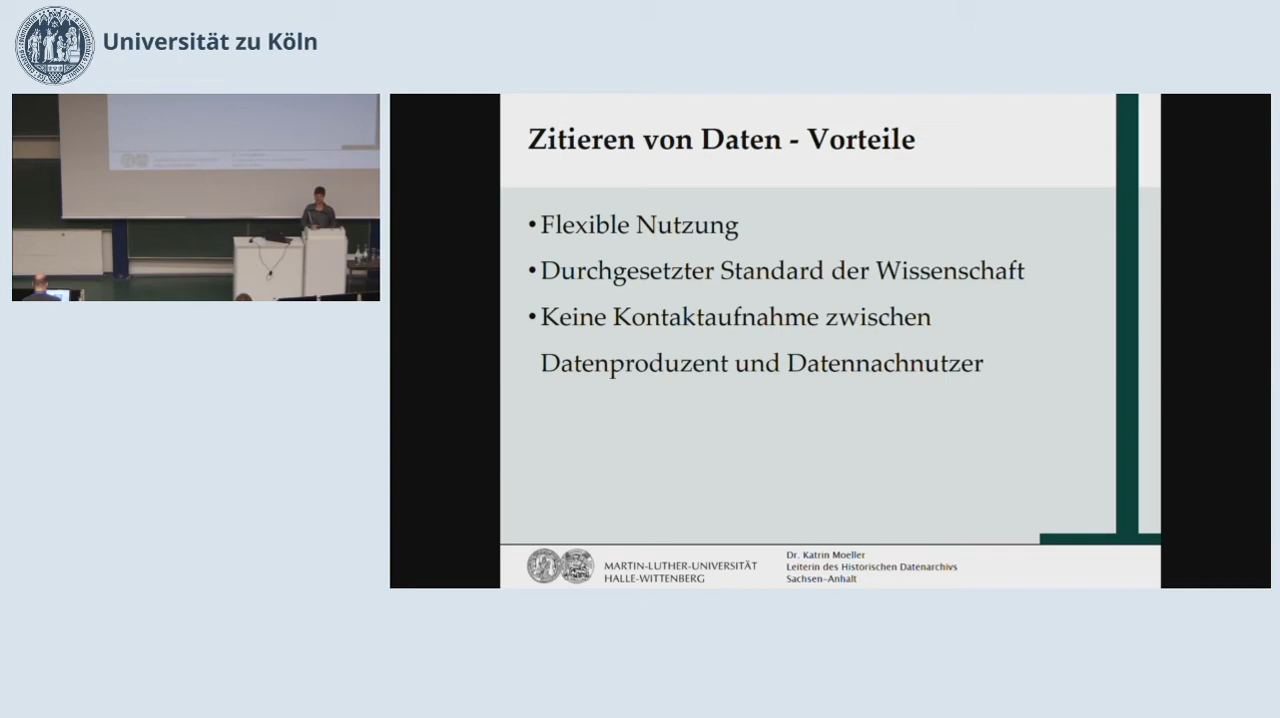 Universität zu Köln
Zitieren von Daten - Vorteile
• Flexible Nutzung
• Durchgesetzter Standard der Wissenschaft
• Keine Kontaktaufnahme zwischen
Datenproduzent und Datennachnutzer
MARTIN-LUTHER-UNIVERSITÄT
HALLE-WITTENBERG
Dr. Katrin Moeller
Leiterin des Historischen Datenarchivs
Sachsen-Anhalt